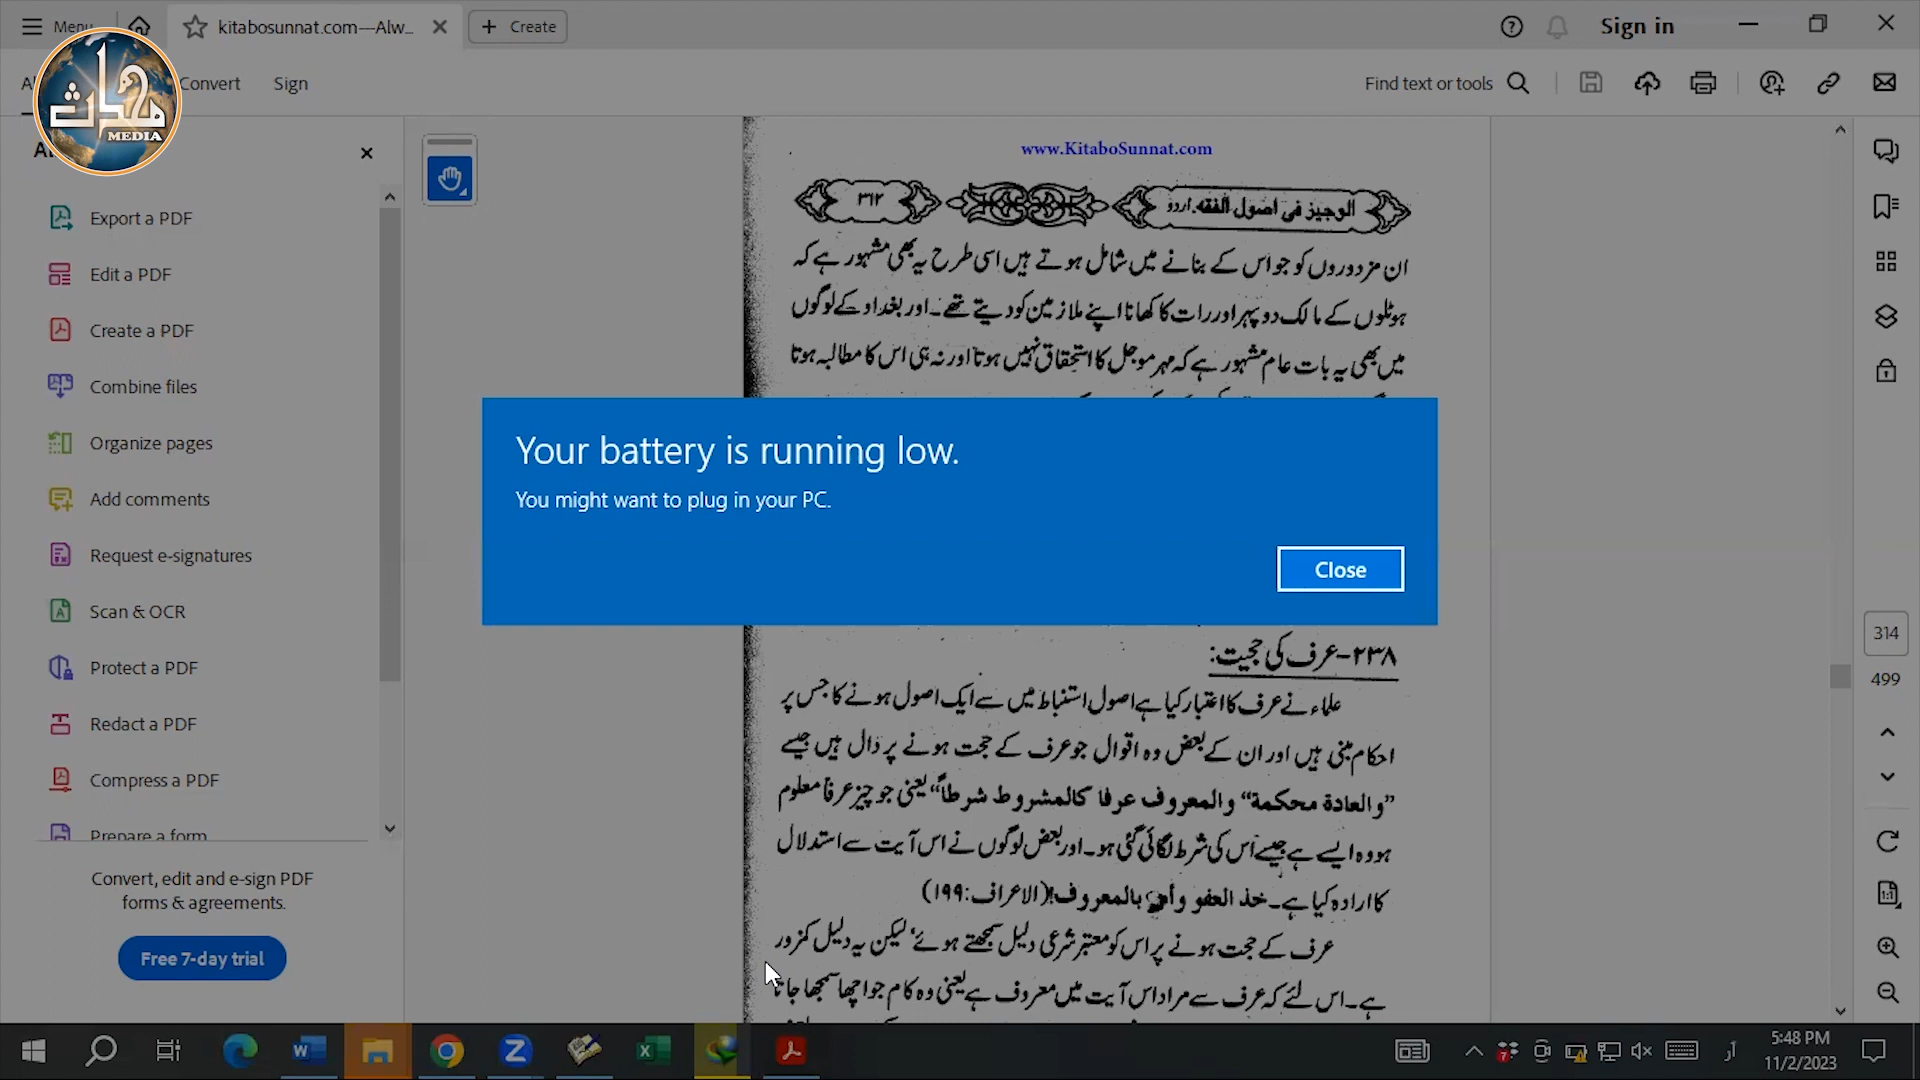 Menu
kitabosunnat.com---Alw...
Create
Sign in
Convert
Sign
Find text or tools
هدهد
MEDIA
Export a PDF
Edit a PDF
Create a PDF
Combine files
Organize pages
Add comments
Request e-signatures
Scan & OCR
Protect a PDF
Redact a PDF
Compress a PDF
Prepare a form
Convert, edit and e-sign PDF
forms & agreements.
Free 7-day trial
www.KitaboSunnat.com
الوجیز فی اصول الفقہ اردو
۳۱۲
ان مزدوروں کو جو اس کے بنانے میں شامل ہوتے ہیں اسی طرح یہ بھی مشہور ہے کہ
ہوٹلوں کے مالک دو پہر اور رات کا کھانا اپنے ملازمین کو دیتے تھے۔ اور بغداد کے لوگوں
میں بھی یہ بات عام مشہور ہے کہ مہر موجل کا استحقاق نہیں ہوتا اور نہ ہی اس کا مطالبہ ہوتا
Your battery is running low.
You might want to plug in your PC.
Close
۲۳۸-عرف کی حجیت:
علماء نے عرف کا اعتبار کیا ہے اصول استنباط میں سے ایک اصول ہونے کا جس پر
احکام مبنی ہیں اور ان کے بعض وہ اقوال جو عرف کے حجت ہونے پر دال ہیں جیسے
”والعادة محكمة“ والمعروف عرفا كالمشروط شرطاً“ یعنی جو چیز عرفاً معلوم
ہو وہ ایسے ہے جیسے اس کی شرط لگائی گئی ہو۔ اور بعض لوگوں نے اس آیت سے استدلال
کا ارادہ کیا ہے۔ خذ العفو وأمر بالمعروف! (الاعراف:۱۹۹)
عرف کے حجت ہونے پر اس کو معتبر شرعی دلیل سمجھتے ہوئے‘ لیکن یہ دلیل کمزور
ہے۔ اس لئے کہ عرف سے مراد اس آیت میں معروف ہے یعنی وہ کام جو اچھا سمجھا جاتا
314
499
5:48 PM
11/2/2023